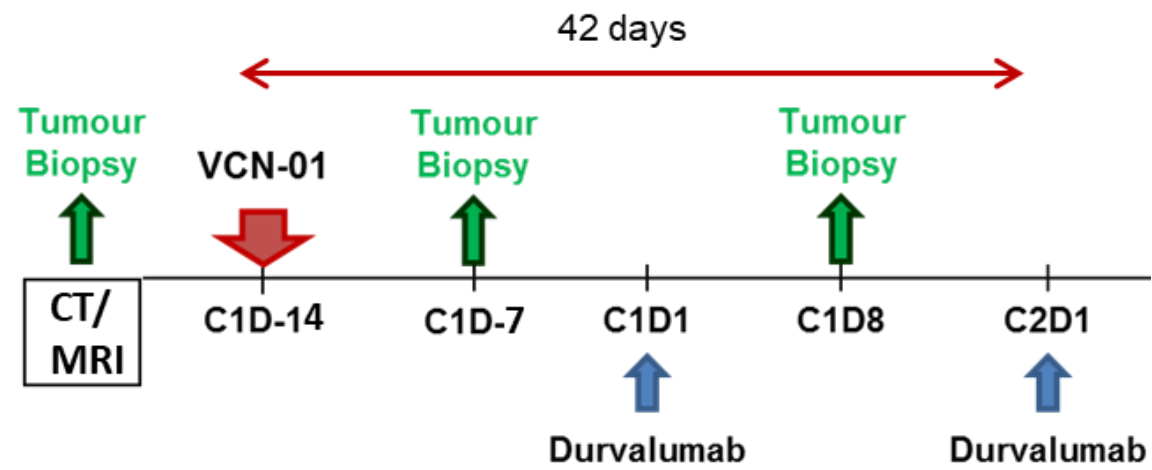 42 days
Tumour
Biopsy
VCN-01
Tumour
Biopsy
Tumour
Biopsy
CT/
MRI
C1D-14
C1D-7
C1D1
C1D8
C2D1
Durvalumab
Durvalumab